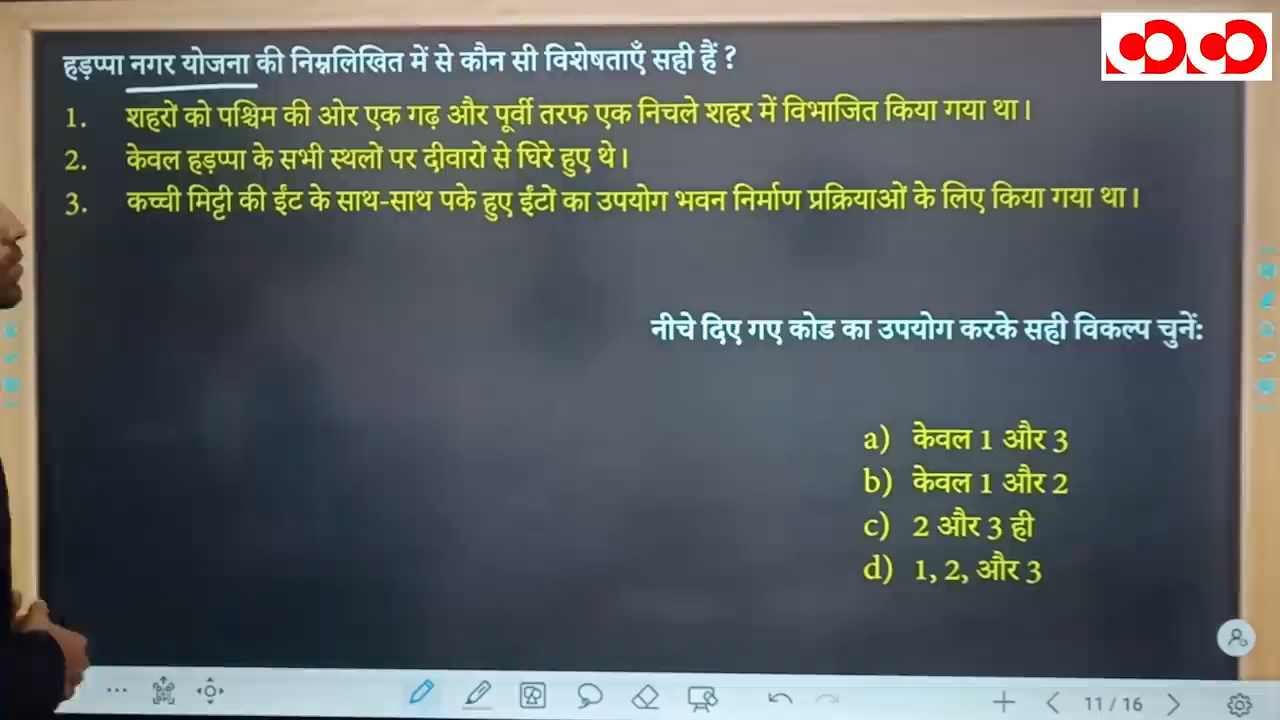 हड़प्पा नगर योजना की निम्नलिखित में से कौन सी विशेषताएँ सही हैं ?
1. शहरों को पश्चिम की ओर एक गढ़ और पूर्वी तरफ एक निचले शहर में विभाजित किया गया था।
2. केवल हड़प्पा के सभी स्थलों पर दीवारों से घिरे हुए थे।
3. कच्ची मिट्टी की ईंट के साथ-साथ पके हुए ईंटों का उपयोग भवन निर्माण प्रक्रियाओं के लिए किया गया था।
नीचे दिए गए कोड का उपयोग करके सही विकल्प चुनें:
a) केवल 1 और 3
b) केवल 1 और 2
c) 2 और 3 ही
d) 1, 2, और 3
11 / 16